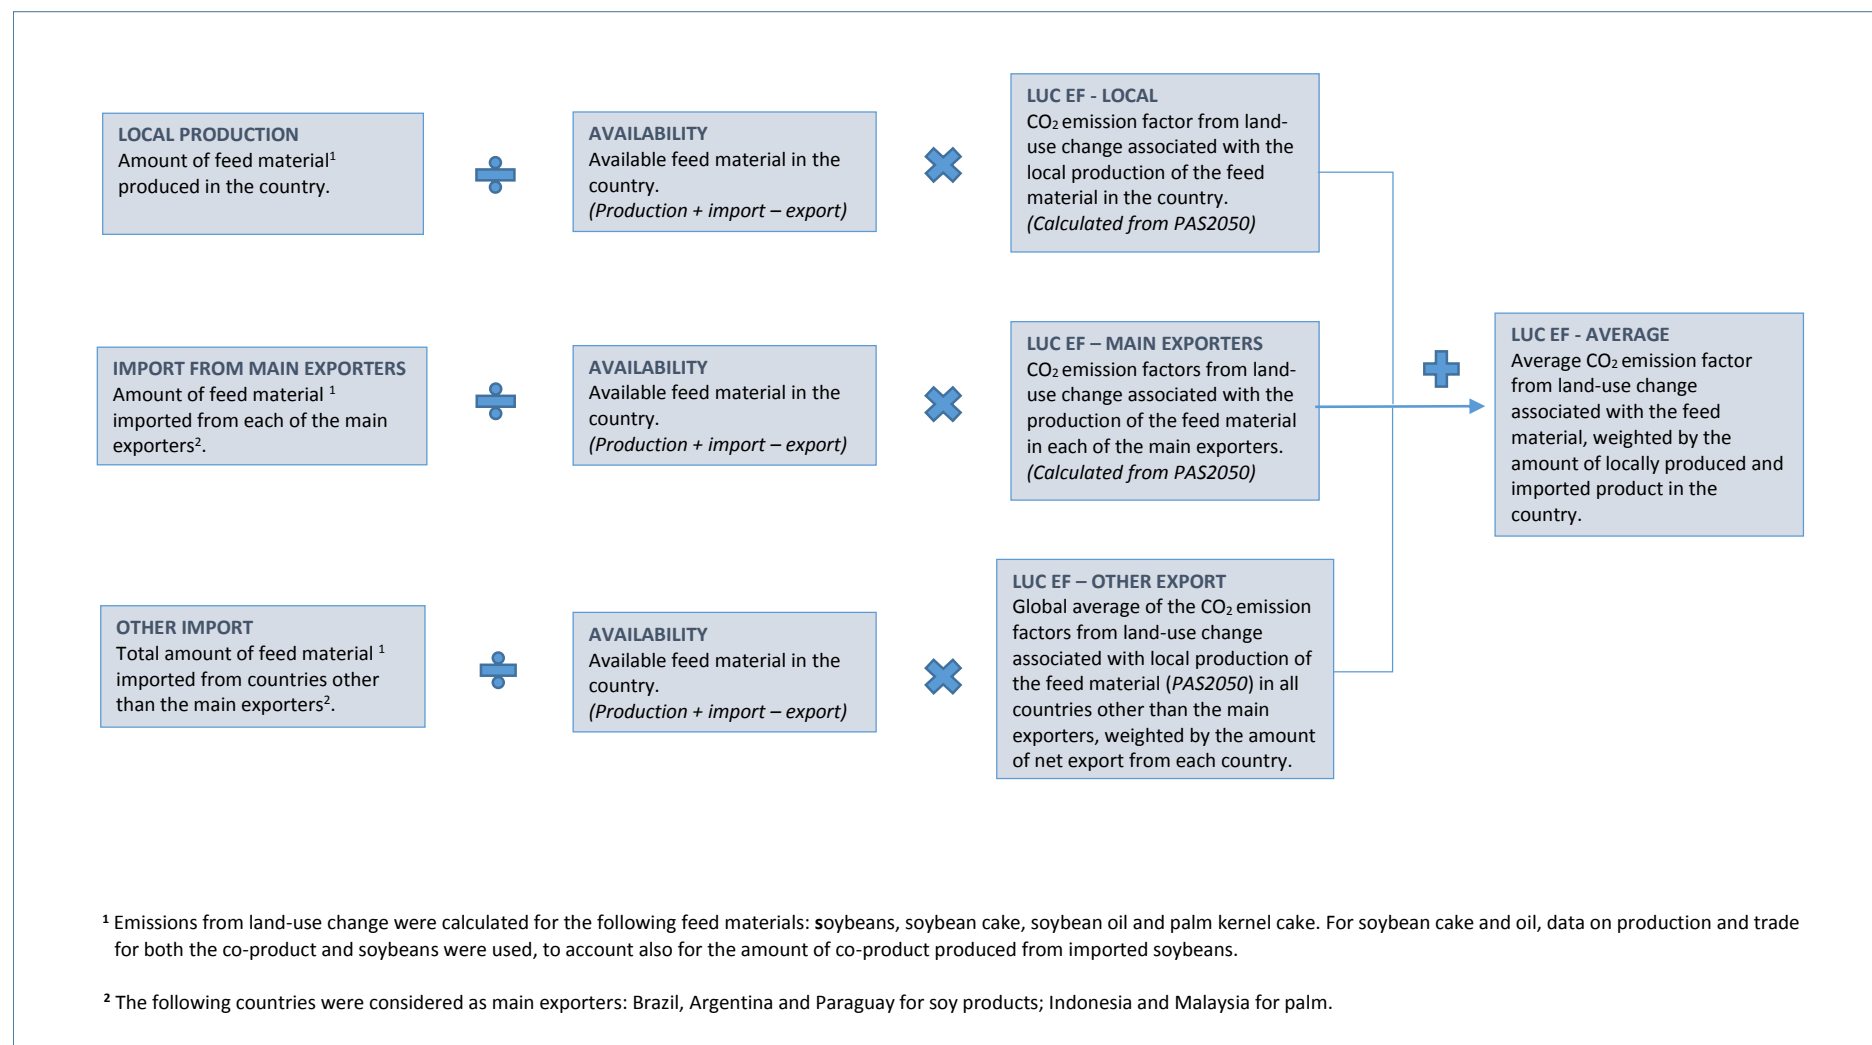 LOCAL PRODUCTION
Amount of feed material¹
produced in the country.
AVAILABILITY
Available feed material in the
country.
(Production + import – export)
LUC EF - LOCAL
CO₂ emission factor from land-
use change associated with the
local production of the feed
material in the country.
(Calculated from PAS2050)
IMPORT FROM MAIN EXPORTERS
Amount of feed material ¹
imported from each of the main
exporters².
AVAILABILITY
Available feed material in the
country.
(Production + import – export)
LUC EF – MAIN EXPORTERS
CO₂ emission factors from land-
use change associated with the
production of the feed material
in each of the main exporters.
(Calculated from PAS2050)
LUC EF - AVERAGE
Average CO₂ emission factor
from land-use change
associated with the feed
material, weighted by the
amount of locally produced and
imported product in the
country.
OTHER IMPORT
Total amount of feed material ¹
imported from countries other
than the main exporters².
AVAILABILITY
Available feed material in the
country.
(Production + import – export)
LUC EF – OTHER EXPORT
Global average of the CO₂ emission
factors from land-use change
associated with local production of
the feed material (PAS2050) in all
countries other than the main
exporters, weighted by the amount
of net export from each country.
¹ Emissions from land-use change were calculated for the following feed materials: soybeans, soybean cake, soybean oil and palm kernel cake. For soybean cake and oil, data on production and trade
for both the co-product and soybeans were used, to account also for the amount of co-product produced from imported soybeans.
² The following countries were considered as main exporters: Brazil, Argentina and Paraguay for soy products; Indonesia and Malaysia for palm.